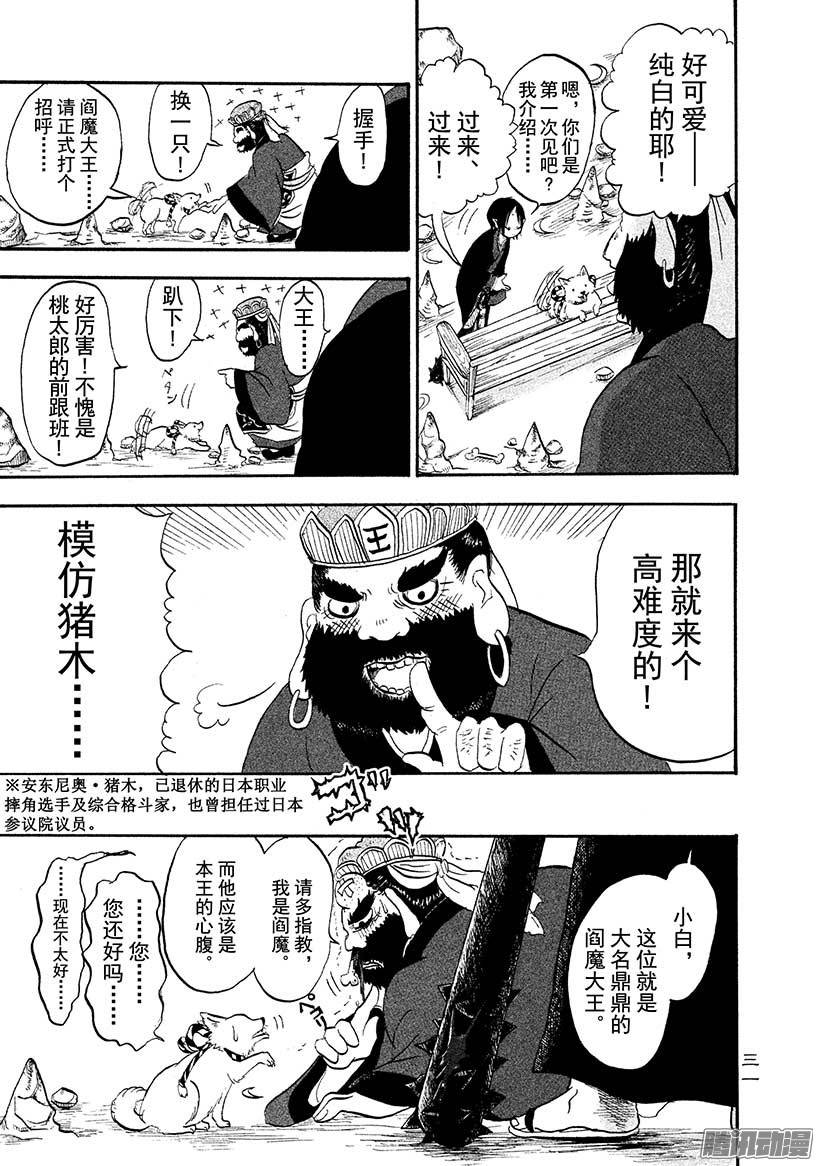 好可爱——
纯白的耶！
嗯，你们是
第一次见吧？
我介绍……
过来、
过来！
握手！
换一只！
阎魔大王……
请正式打个
招呼……
大王……
趴下！
好厉害！不愧是
桃太郎的前跟班！
那就来个
高难度的！
王
模仿猪木……
※安东尼奥·猪木，已退休的日本职业
摔角选手及综合格斗家，也曾担任过日本
参议院议员。
小白，
这位就是
大名鼎鼎的
阎魔大王。
请多指教，
我是阎魔。
而他应该是
本王的心腹。
……您……
您还好吗……
……现在不太好……
三一
腾讯动漫